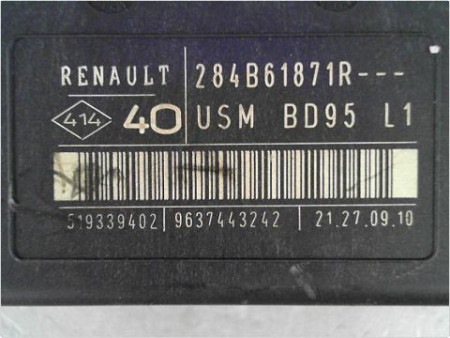 RENAULT 284B61871R---
414 40 USM BD95 L1
519339402 9637443242 21.27.09.10